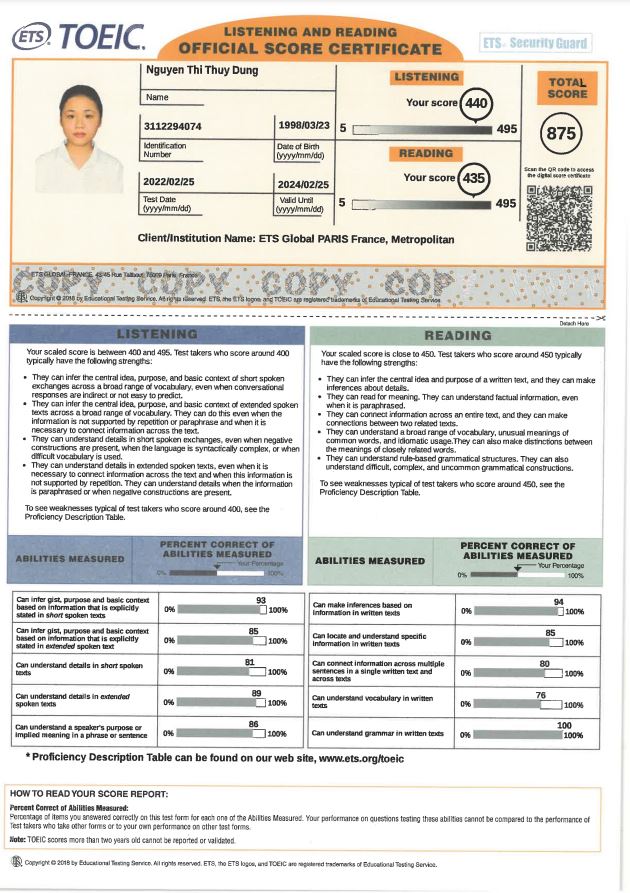 ETS TOEIC.
LISTENING AND READING
OFFICIAL SCORE CERTIFICATE
ETS Security Guard
Nguyen Thi Thuy Dung
Name
3112294074
1998/03/23
Identification
Number
Date of Birth
(yyyy/mm/dd)
2022/02/25
2024/02/25
Test Date
(yyyy/mm/dd)
Valid Until
(yyyy/mm/dd)
LISTENING
Your score 440
5 495
READING
Your score 435
5 495
TOTAL
SCORE
875
Scan the QR code to access
the digital score certificate
Client/Institution Name: ETS Global PARIS France, Metropolitan
ETS GLOBAL-FRANCE, 43/45 Rue Taitbout, 75009 Paris, France
COPY COPY COPY COP
Copyright © 2018 by Educational Testing Service. All rights reserved. ETS, the ETS logos, and TOEIC are registered trademarks of Educational Testing Service
Detach Here
LISTENING
Your scaled score is between 400 and 495. Test takers who score around 400
typically have the following strengths:
• They can infer the central idea, purpose, and basic context of short spoken
exchanges across a broad range of vocabulary, even when conversational
responses are indirect or not easy to predict.
• They can infer the central idea, purpose, and basic context of extended spoken
texts across a broad range of vocabulary. They can do this even when the
information is not supported by repetition or paraphrase and when it is
necessary to connect information across the text.
• They can understand details in short spoken exchanges, even when negative
constructions are present, when the language is syntactically complex, or when
difficult vocabulary is used.
• They can understand details in extended spoken texts, even when it is
necessary to connect information across the text and when this information is
not supported by repetition. They can understand details when the information
is paraphrased or when negative constructions are present.
To see weaknesses typical of test takers who score around 400, see the
Proficiency Description Table.
READING
Your scaled score is close to 450. Test takers who score around 450 typically
have the following strengths:
• They can infer the central idea and purpose of a written text, and they can make
inferences about details.
• They can read for meaning. They can understand factual information, even
when it is paraphrased.
• They can connect information across an entire text, and they can make
connections between two related texts.
• They can understand a broad range of vocabulary, unusual meanings of
common words, and idiomatic usage.They can also make distinctions between
the meanings of closely related words.
• They can understand rule-based grammatical structures. They can also
understand difficult, complex, and uncommon grammatical constructions.
To see weaknesses typical of test takers who score around 450, see the
Proficiency Description Table.
ABILITIES MEASURED
PERCENT CORRECT OF
ABILITIES MEASURED
Your Percentage
0% 100%
Can infer gist, purpose and basic context
based on information that is explicitly
stated in short spoken texts
0% 93 100%
Can infer gist, purpose and basic context
based on information that is explicitly
stated in extended spoken text
0% 85 100%
Can understand details in short spoken
texts
0% 81 100%
Can understand details in extended
spoken texts
0% 89 100%
Can understand a speaker's purpose or
implied meaning in a phrase or sentence
0% 86 100%
ABILITIES MEASURED
PERCENT CORRECT OF
ABILITIES MEASURED
Your Percentage
0% 100%
Can make inferences based on
information in written texts
0% 94 100%
Can locate and understand specific
information in written texts
0% 85 100%
Can connect information across multiple
sentences in a single written text and
across texts
0% 80 100%
Can understand vocabulary in written
texts
0% 76 100%
Can understand grammar in written texts
0% 100 100%
* Proficiency Description Table can be found on our web site, www.ets.org/toeic
HOW TO READ YOUR SCORE REPORT:
Percent Correct of Abilities Measured:
Percentage of items you answered correctly on this test form for each one of the Abilities Measured. Your performance on questions testing these abilities cannot be compared to the performance of
Test takers who take other forms or to your own performance on other test forms.
Note: TOEIC scores more than two years old cannot be reported or validated.
Copyright © 2018 by Educational Testing Service. All rights reserved. ETS, the ETS logos, and TOEIC are registered trademarks of Educational Testing Service.